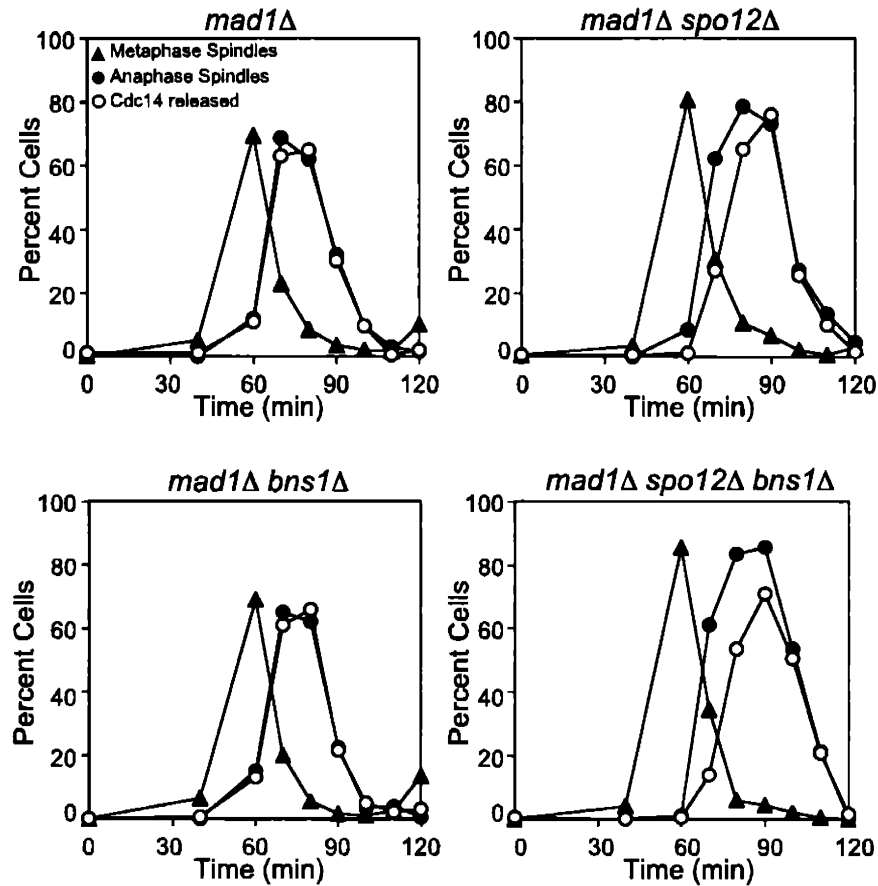 mad1Δ
100
80
60
40
20
0
Percent Cells
▲ Metaphase Spindles
● Anaphase Spindles
○ Cdc14 released
0 30 60 90 120
Time (min)
mad1Δ spo12Δ
100
80
60
40
20
0
Percent Cells
0 30 60 90 120
Time (min)
mad1Δ bns1Δ
100
80
60
40
20
0
Percent Cells
0 30 60 90 120
Time (min)
mad1Δ spo12Δ bns1Δ
100
80
60
40
20
0
Percent Cells
0 30 60 90 120
Time (min)